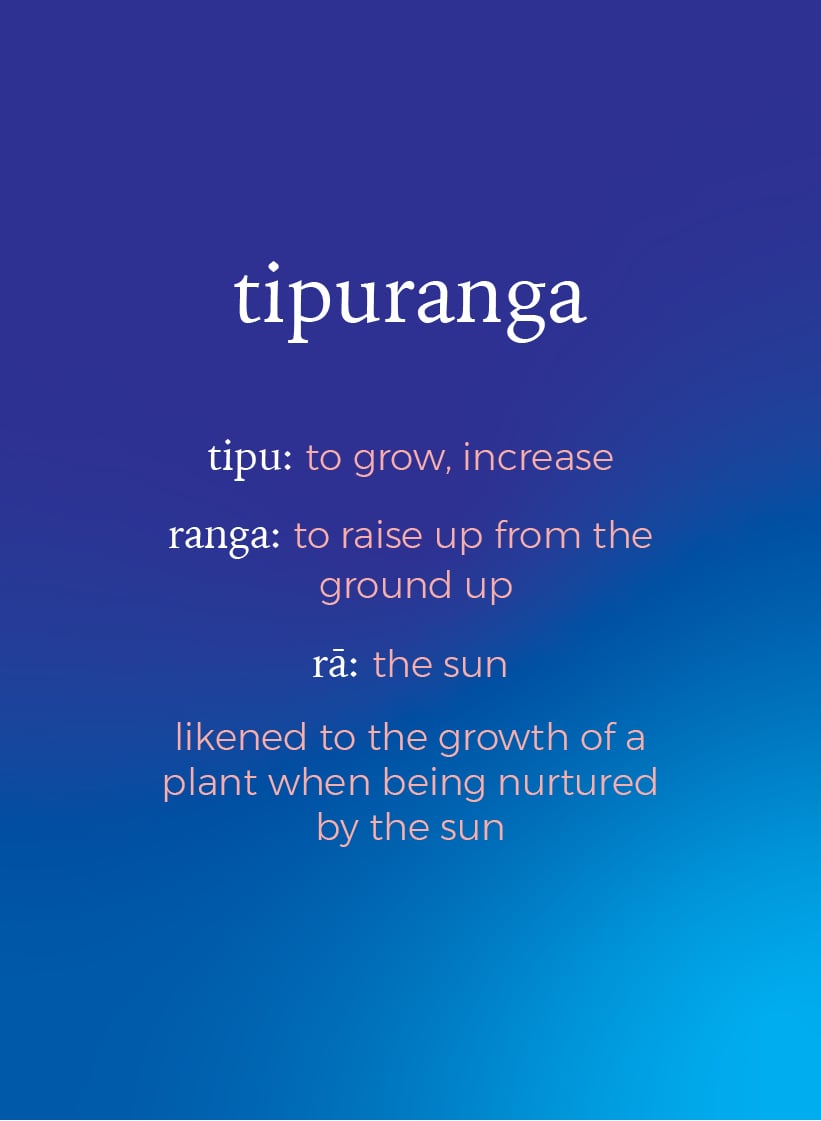 tipuranga
tipu: to grow, increase
ranga: to raise up from the
ground up
rā: the sun
likened to the growth of a
plant when being nurtured
by the sun